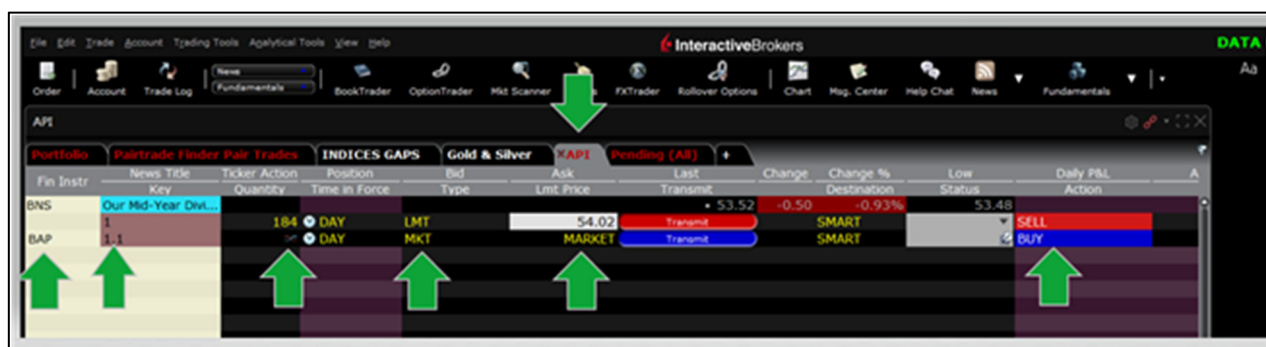 File Edit Trade Account Trading Tools Analytical Tools View Help InteractiveBrokers DATA
News
Fundamentals
Order Account Trade Log BookTrader OptionTrader Mkt Scanner FXTrader Rollover Options Chart Msg. Center Help Chat News Fundamentals Aa
API
Portfolio Pairtrade Finder Pair Trades INDICES GAPS Gold & Silver API Pending (All) +
Fin Instr News Title Ticker Action Position Bid Ask Last Change Change % Low Daily P&L A
Key Quantity Time in Force Type Lmt Price Transmit Destination Status Action
BNS Our Mid-Year Divi... • 53.52 -0.50 -0.93% 53.48
1 184 DAY LMT 54.02 Transmit SMART SELL
BAP 1.1 DAY MKT MARKET Transmit SMART BUY